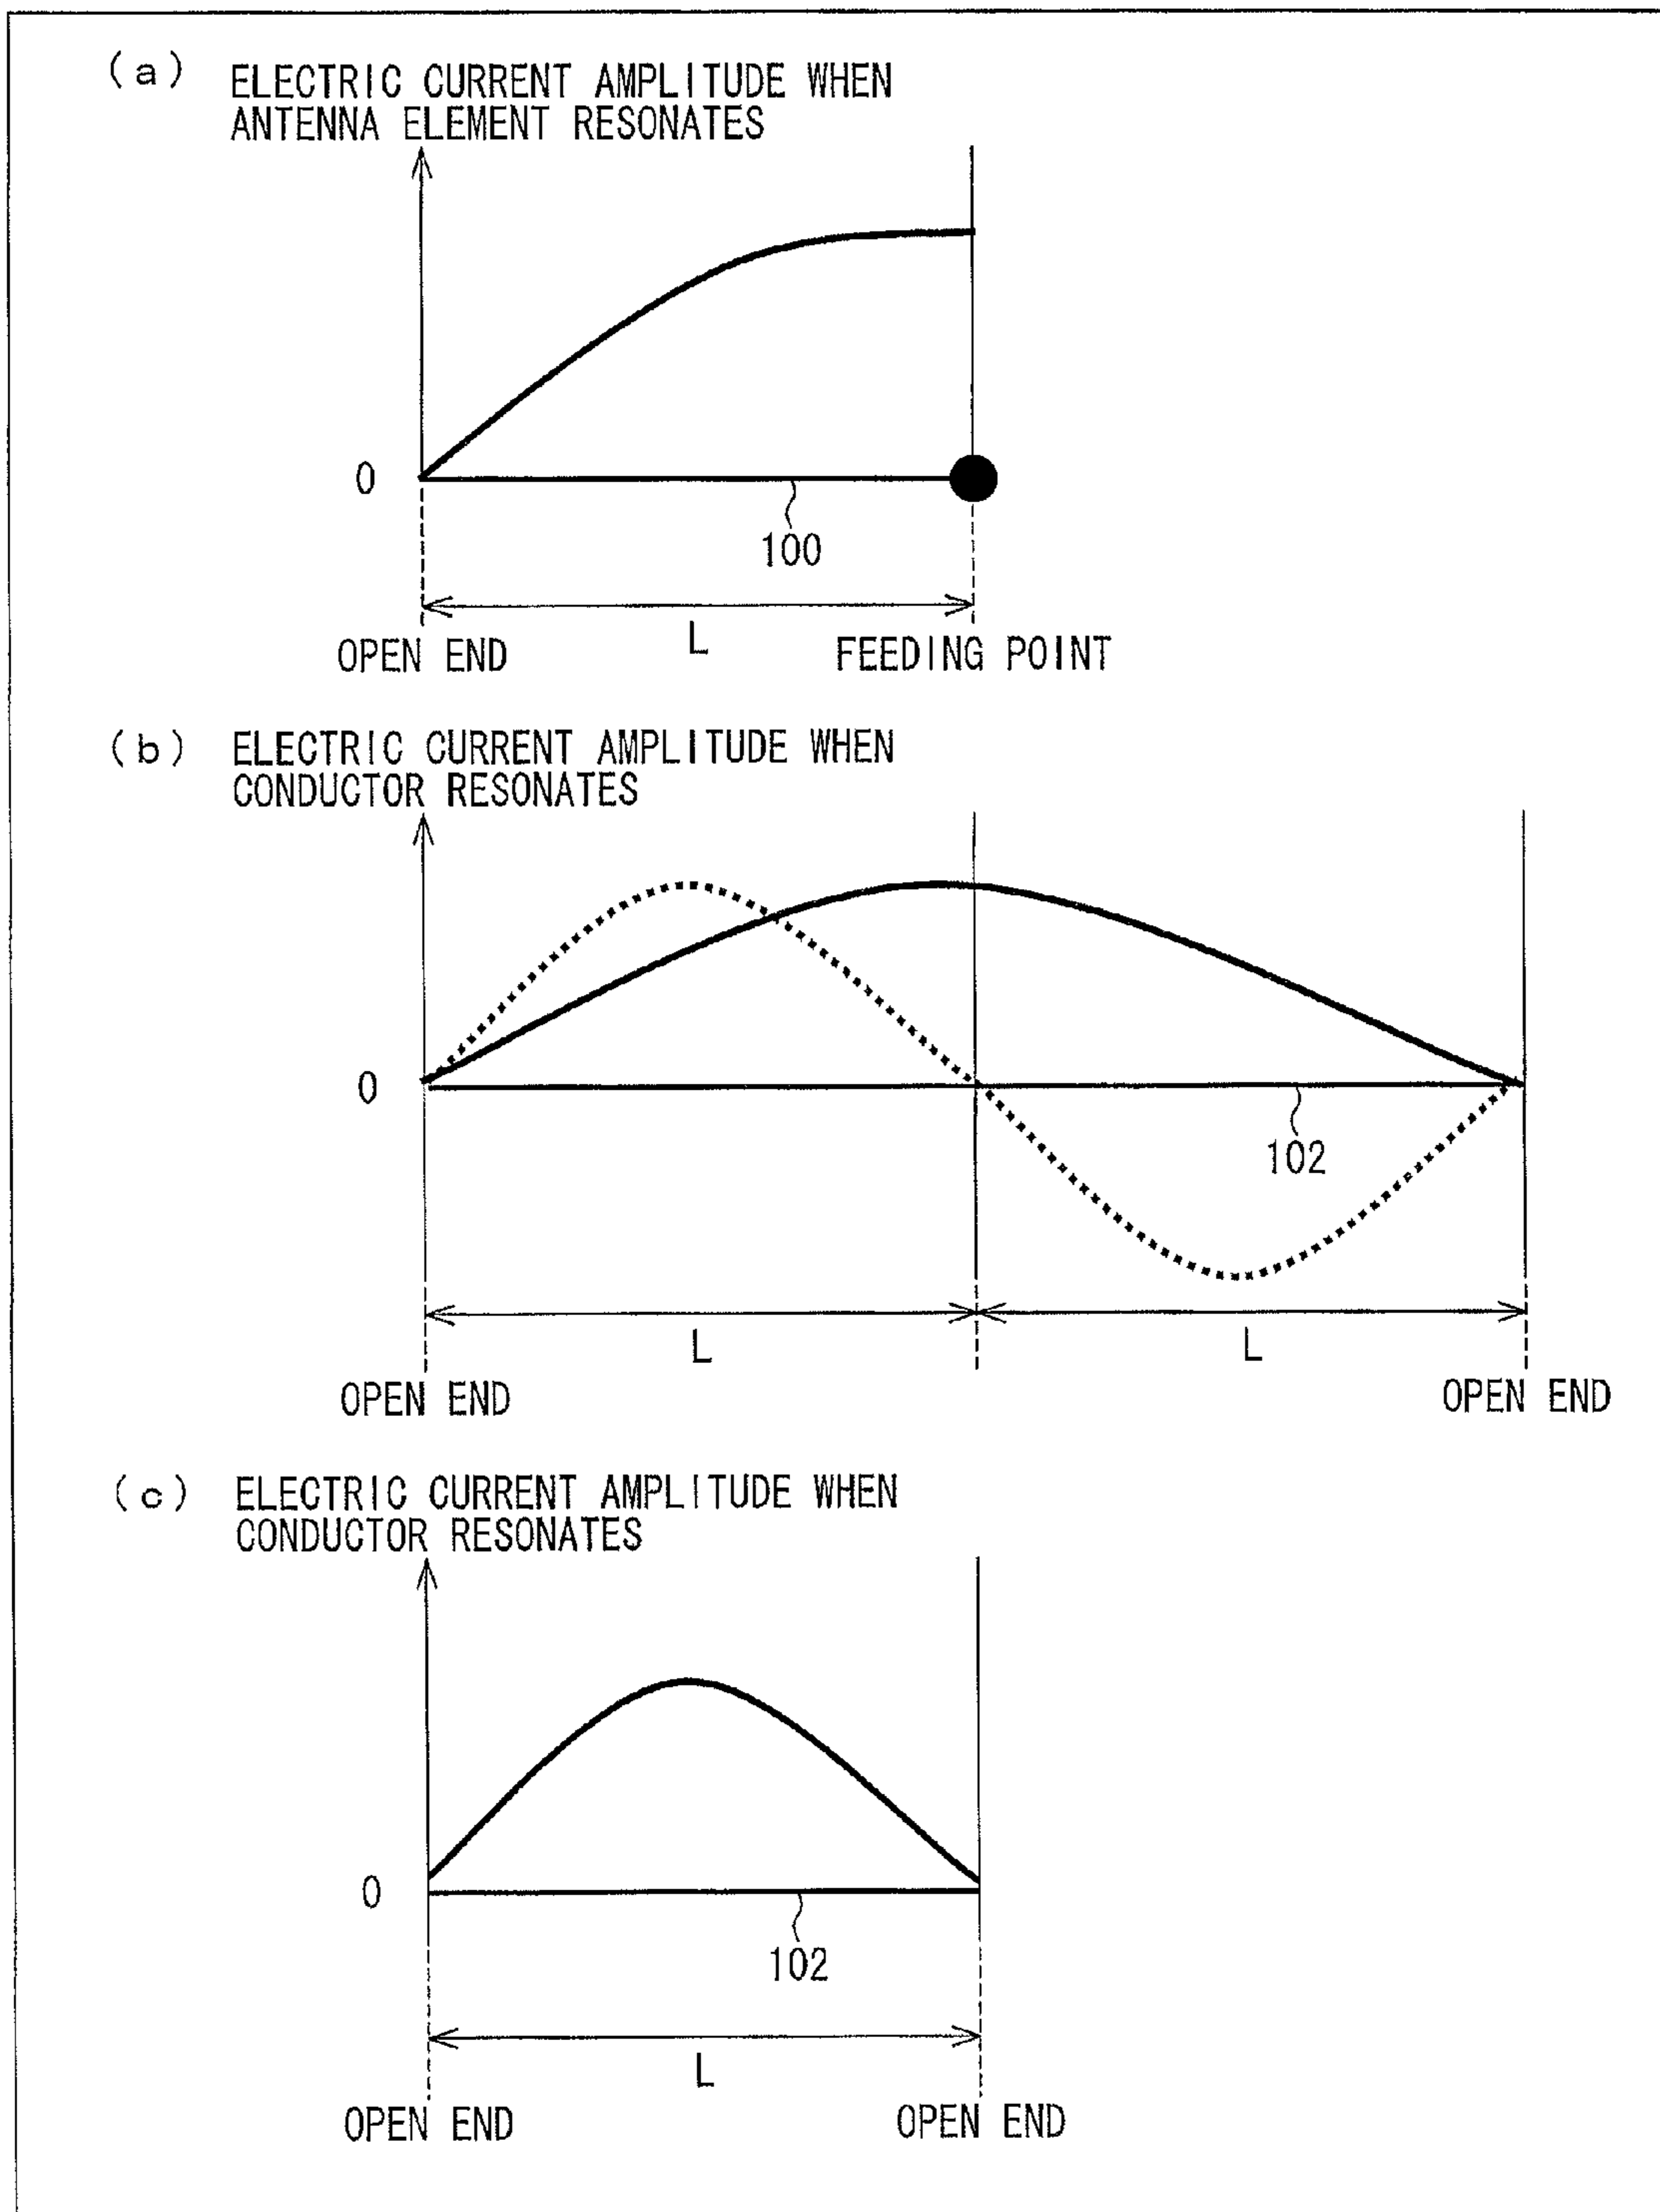 (a) ELECTRIC CURRENT AMPLITUDE WHEN
ANTENNA ELEMENT RESONATES
0
100
L
OPEN END
FEEDING POINT
(b) ELECTRIC CURRENT AMPLITUDE WHEN
CONDUCTOR RESONATES
0
102
L
L
OPEN END
OPEN END
(c) ELECTRIC CURRENT AMPLITUDE WHEN
CONDUCTOR RESONATES
0
102
L
OPEN END
OPEN END